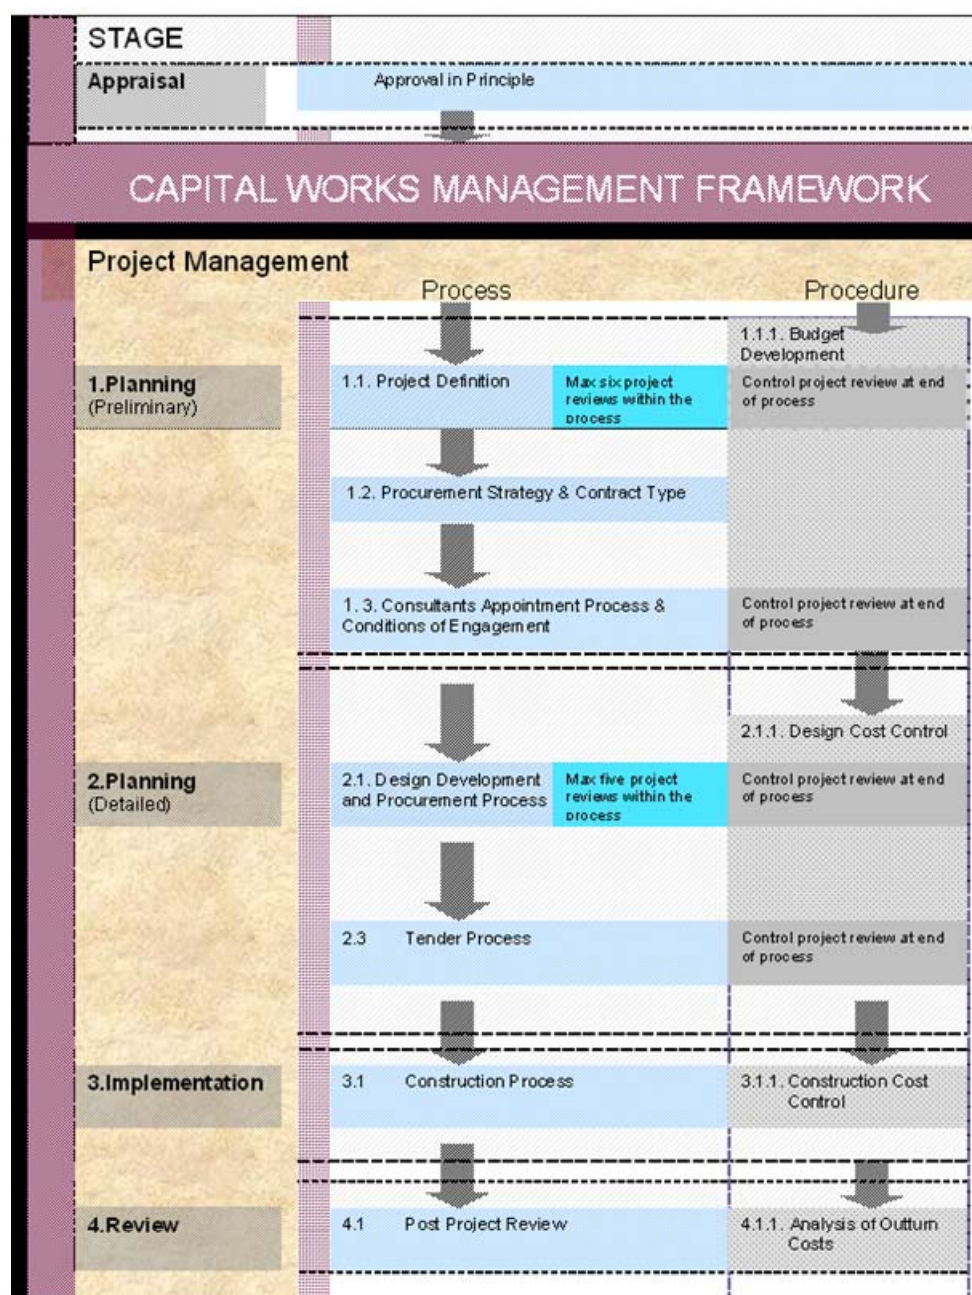 STAGE
Appraisal
Approval in Principle
CAPITAL WORKS MANAGEMENT FRAMEWORK
Project Management
Process
Procedure
1.1.1. Budget
Development
1.Planning
(Preliminary)
1.1. Project Definition
Max six project
reviews within the
process
Control project review at end
of process
1.2. Procurement Strategy & Contract Type
1. 3. Consultants Appointment Process &
Conditions of Engagement
Control project review at end
of process
2.1.1. Design Cost Control
2.Planning
(Detailed)
2.1. Design Development
and Procurement Process
Max five project
reviews within the
process
Control project review at end
of process
2.3 Tender Process
Control project review at end
of process
3.Implementation
3.1 Construction Process
3.1.1. Construction Cost
Control
4.Review
4.1 Post Project Review
4.1.1. Analysis of Outturn
Costs